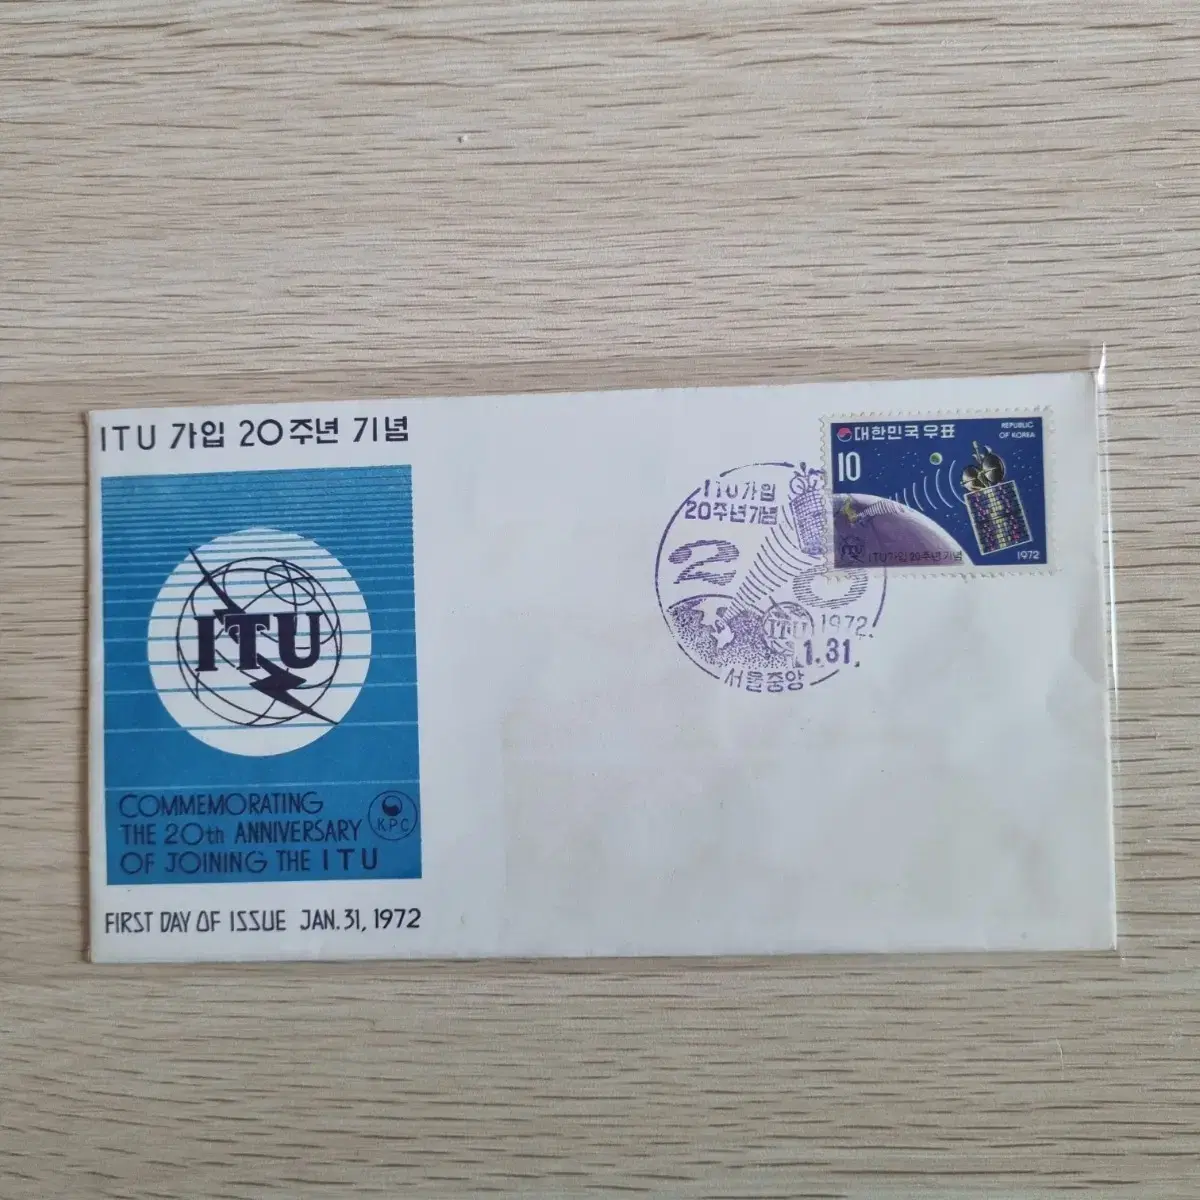 ITU 가입 20주년 기념
ITU
COMMEMORATING
THE 20th ANNIVERSARY
OF JOINING THE ITU
KPC
FIRST DAY OF ISSUE JAN. 31, 1972
ITU가입
20주년기념
20
ITU
1972.
1.31.
서울중앙
대한민국우표
REPUBLIC
OF KOREA
10
ITU가입20주년기념
1972